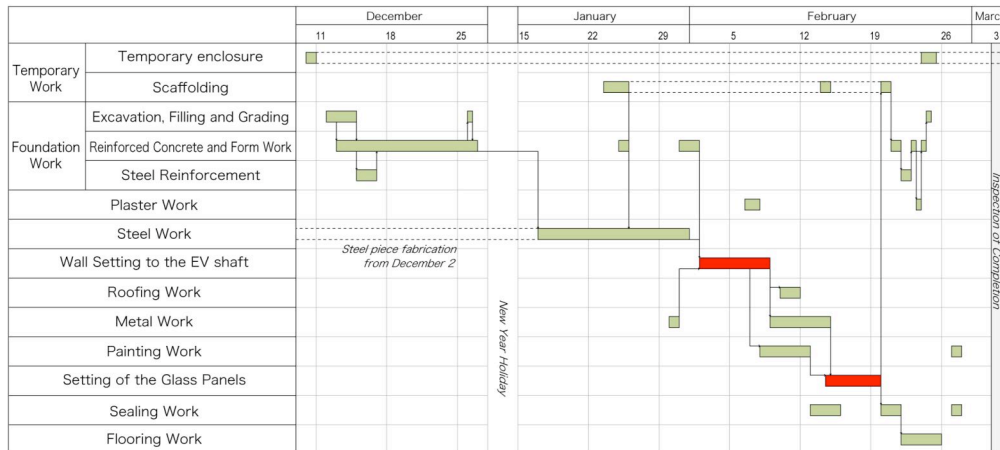 December January February Marc
11 18 25 15 22 29 5 12 19 26 3
Temporary
Work
Temporary enclosure
Scaffolding
Foundation
Work
Excavation, Filling and Grading
Reinforced Concrete and Form Work
Steel Reinforcement
Plaster Work
Steel Work
Steel piece fabrication
from December 2
Wall Setting to the EV shaft
Roofing Work
Metal Work
Painting Work
Setting of the Glass Panels
Sealing Work
Flooring Work
New Year Holiday
Inspection of Completion